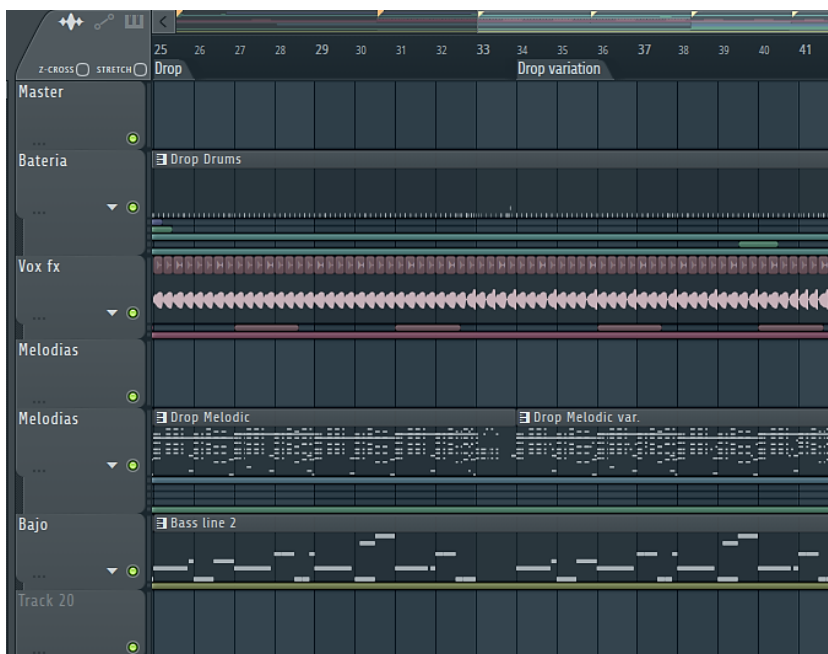 25 26 27 28 29 30 31 32 33 34 35 36 37 38 39 40 41
Z-CROSS STRETCH Drop Drop variation
Master
Bateria Drop Drums
Vox fx
Melodias
Melodias Drop Melodic Drop Melodic var.
Bajo Bass line 2
Track 20